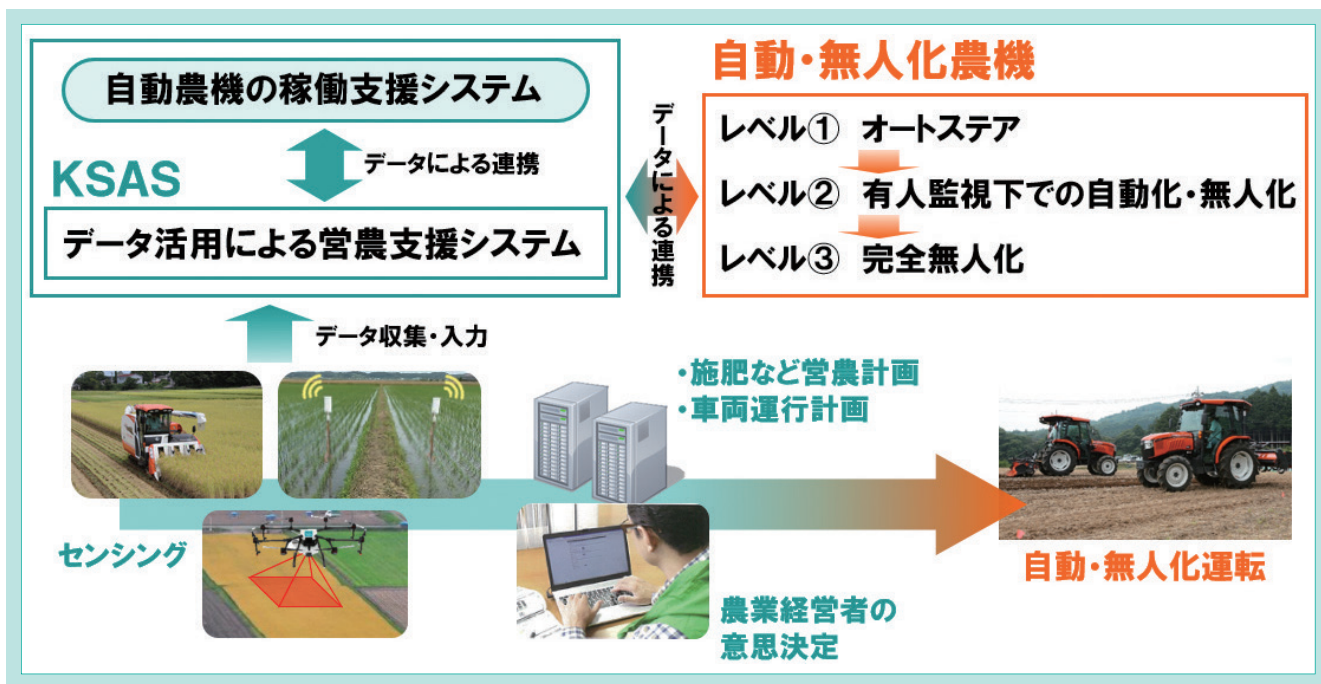 自動農機の稼働支援システム
データによる連携
KSAS
データ活用による営農支援システム
データによる連携
自動・無人化農機
レベル① オートステア
レベル② 有人監視下での自動化・無人化
レベル③ 完全無人化
データ収集・入力
・施肥など営農計画
・車両運行計画
センシング
農業経営者の
意思決定
自動・無人化運転